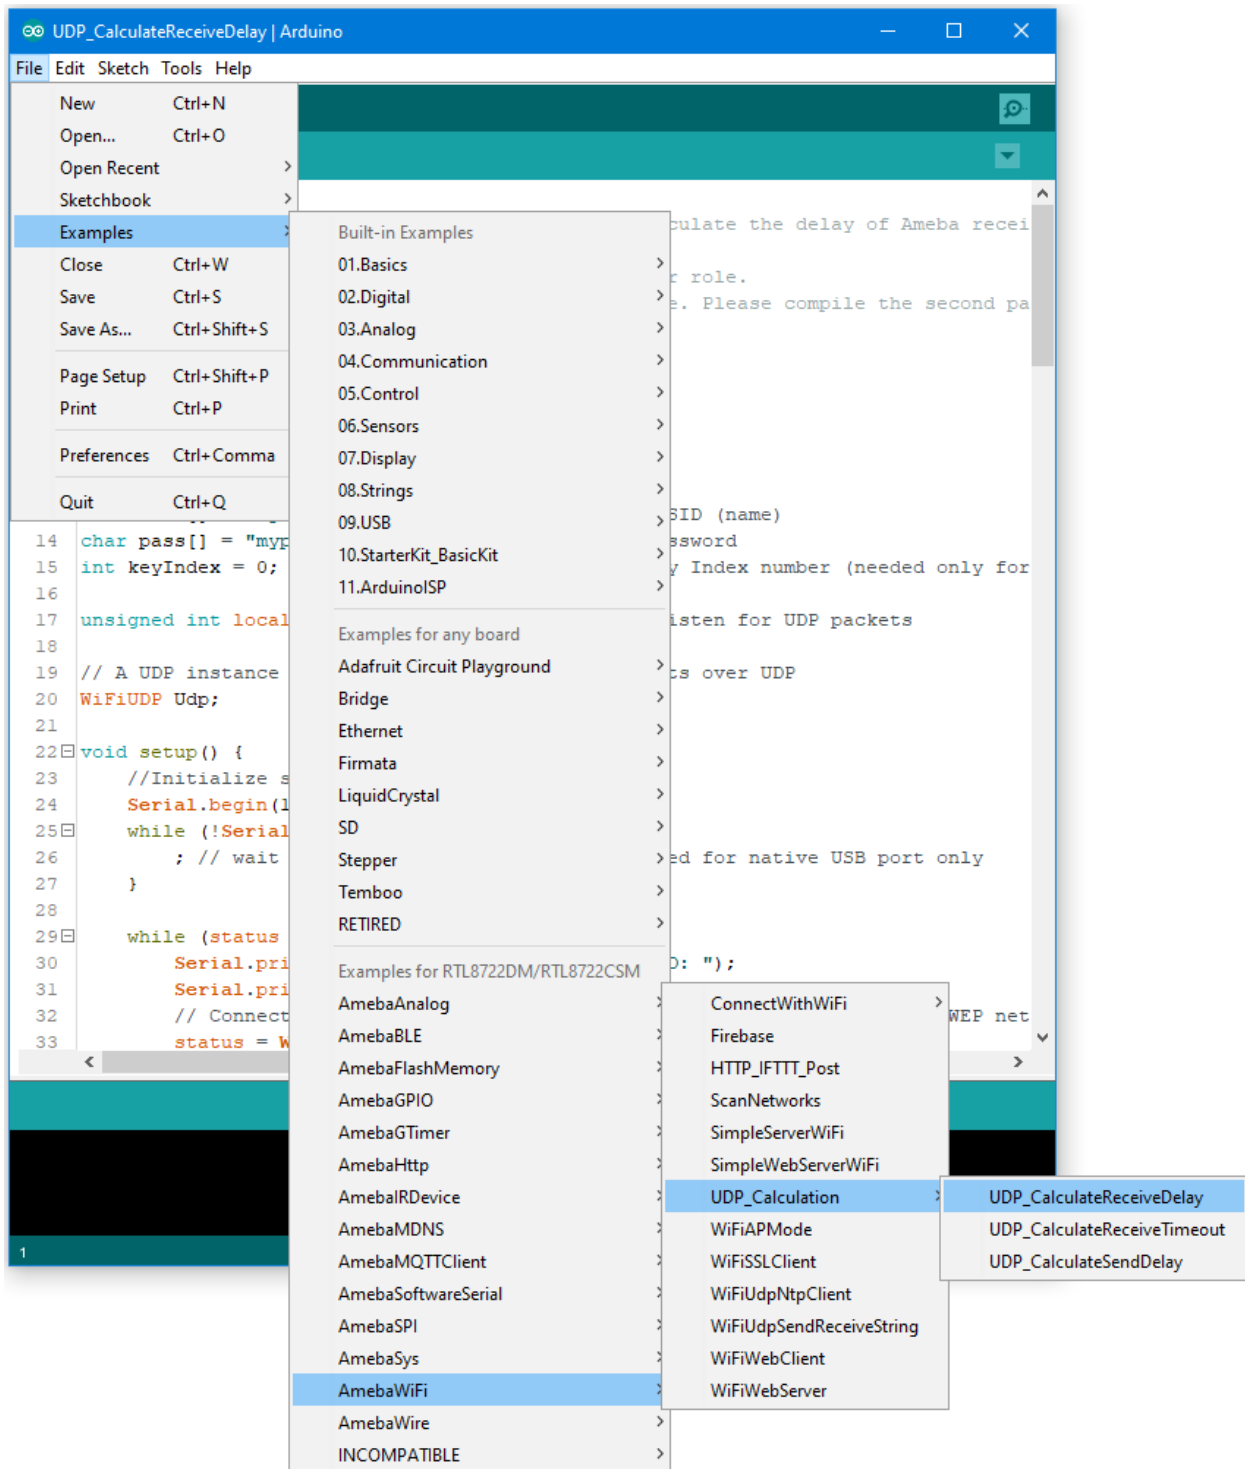 UDP_CalculateReceiveDelay | Arduino
File Edit Sketch Tools Help
New Ctrl+N
Open... Ctrl+O
Open Recent
Sketchbook
Examples
Close Ctrl+W
Save Ctrl+S
Save As... Ctrl+Shift+S
Page Setup Ctrl+Shift+P
Print Ctrl+P
Preferences Ctrl+Comma
Quit Ctrl+Q
Built-in Examples
01.Basics
02.Digital
03.Analog
04.Communication
05.Control
06.Sensors
07.Display
08.Strings
09.USB
10.StarterKit_BasicKit
11.ArduinoISP
Examples for any board
Adafruit Circuit Playground
Bridge
Ethernet
Firmata
LiquidCrystal
SD
Stepper
Temboo
RETIRED
Examples for RTL8722DM/RTL8722CSM
AmebaAnalog
AmebaBLE
AmebaFlashMemory
AmebaGPIO
AmebaGTimer
AmebaHttp
AmebaIRDevice
AmebaMDNS
AmebaMQTTClient
AmebaSoftwareSerial
AmebaSPI
AmebaSys
AmebaWiFi
AmebaWire
INCOMPATIBLE
ConnectWithWiFi
Firebase
HTTP_IFTTT_Post
ScanNetworks
SimpleServerWiFi
SimpleWebServerWiFi
UDP_Calculation
WiFiAPMode
WiFiSSLClient
WiFiUdpNtpClient
WiFiUdpSendReceiveString
WiFiWebClient
WiFiWebServer
UDP_CalculateReceiveDelay
UDP_CalculateReceiveTimeout
UDP_CalculateSendDelay
culate the delay of Ameba recei
r role.
e. Please compile the second pa
SID (name)
14 char pass[] = "myp ssword
15 int keyIndex = 0; y Index number (needed only for
16
17 unsigned int local isten for UDP packets
18
19 // A UDP instance ts over UDP
20 WiFiUDP Udp;
21
22 void setup() {
23 //Initialize s
24 Serial.begin(1
25 while (!Serial
26 ; // wait ed for native USB port only
27 }
28
29 while (status
30 Serial.pri D: ");
31 Serial.pri
32 // Connect WEP net
33 status = W
1